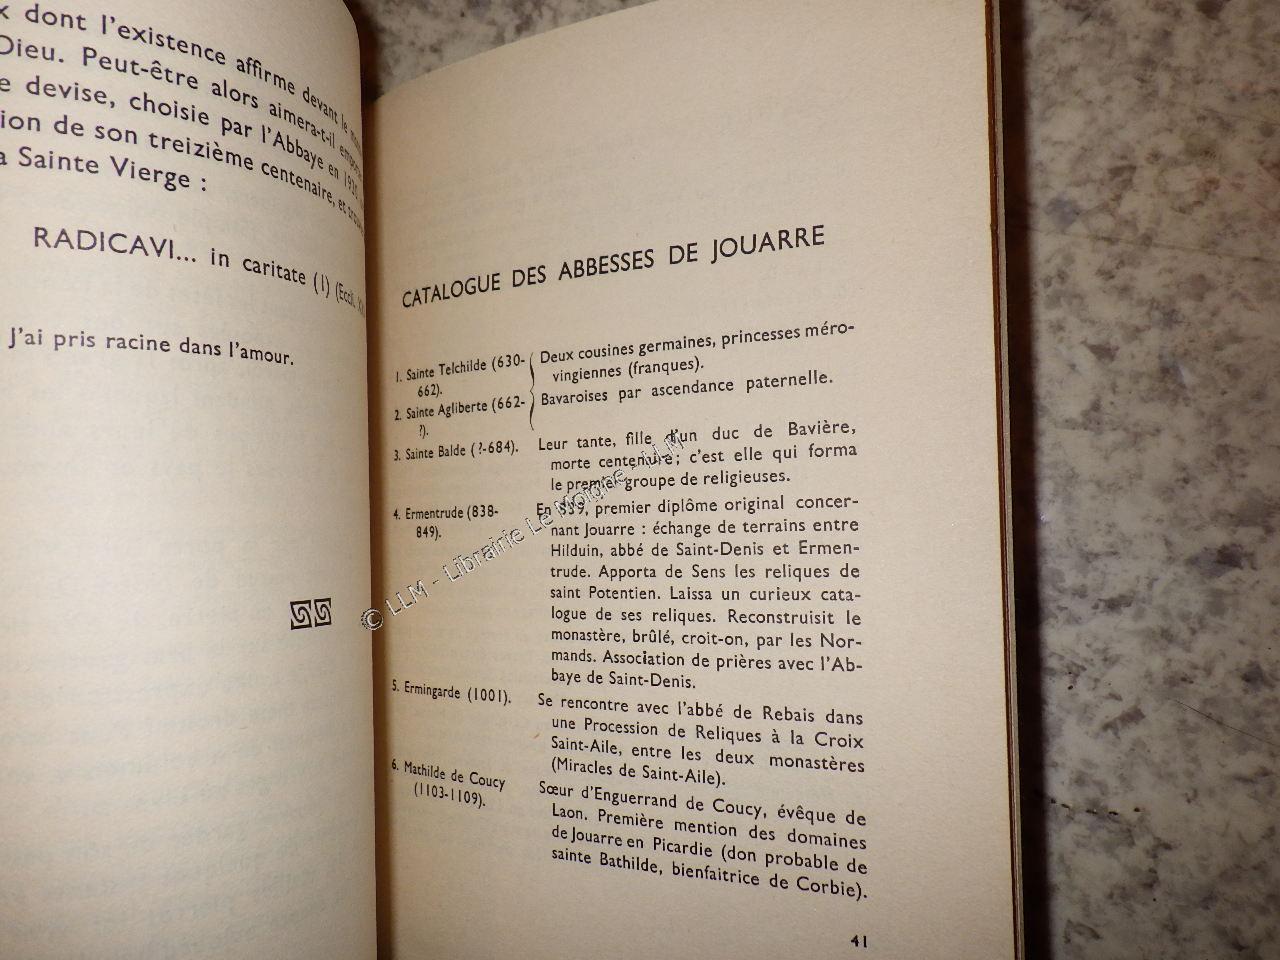 dont l'existence affirme devant le
Dieu. Peut-être alors aimera-t-il
devise, choisie par l'Abbaye en
de son treizième centenaire, et
Sainte Vierge :
RADICAVI... in caritate (1)
J'ai pris racine dans l'amour.
CATALOGUE DES ABBESSES DE JOUARRE
1. Sainte Telchilde (630-
662).
2. Sainte Agliberte (662-
?).
Deux cousines germaines, princesses méro-
vingiennes (franques).
Bavaroises par ascendance paternelle.
3. Sainte Balde (?-684).
Leur tante, fille d'un duc de Bavière,
morte centenaire; c'est elle qui forma
le premier groupe de religieuses.
4. Ermentrude (838-
849).
En 839, premier diplôme original concer-
nant Jouarre : échange de terrains entre
Hilduin, abbé de Saint-Denis et Ermen-
trude. Apporta de Sens les reliques de
saint Potentien. Laissa un curieux cata-
logue de ses reliques. Reconstruisit le
monastère, brûlé, croit-on, par les Nor-
mands. Association de prières avec l'Ab-
baye de Saint-Denis.
5. Ermingarde (1001).
Se rencontre avec l'abbé de Rebais dans
une Procession de Reliques à la Croix
Saint-Aile, entre les deux monastères
(Miracles de Saint-Aile).
6. Mathilde de Coucy
(1103-1109).
Sœur d'Enguerrand de Coucy, évêque de
Laon. Première mention des domaines
de Jouarre en Picardie (don probable de
sainte Bathilde, bienfaitrice de Corbie).
41
© LLM - Librairie Le Moigne - LLM